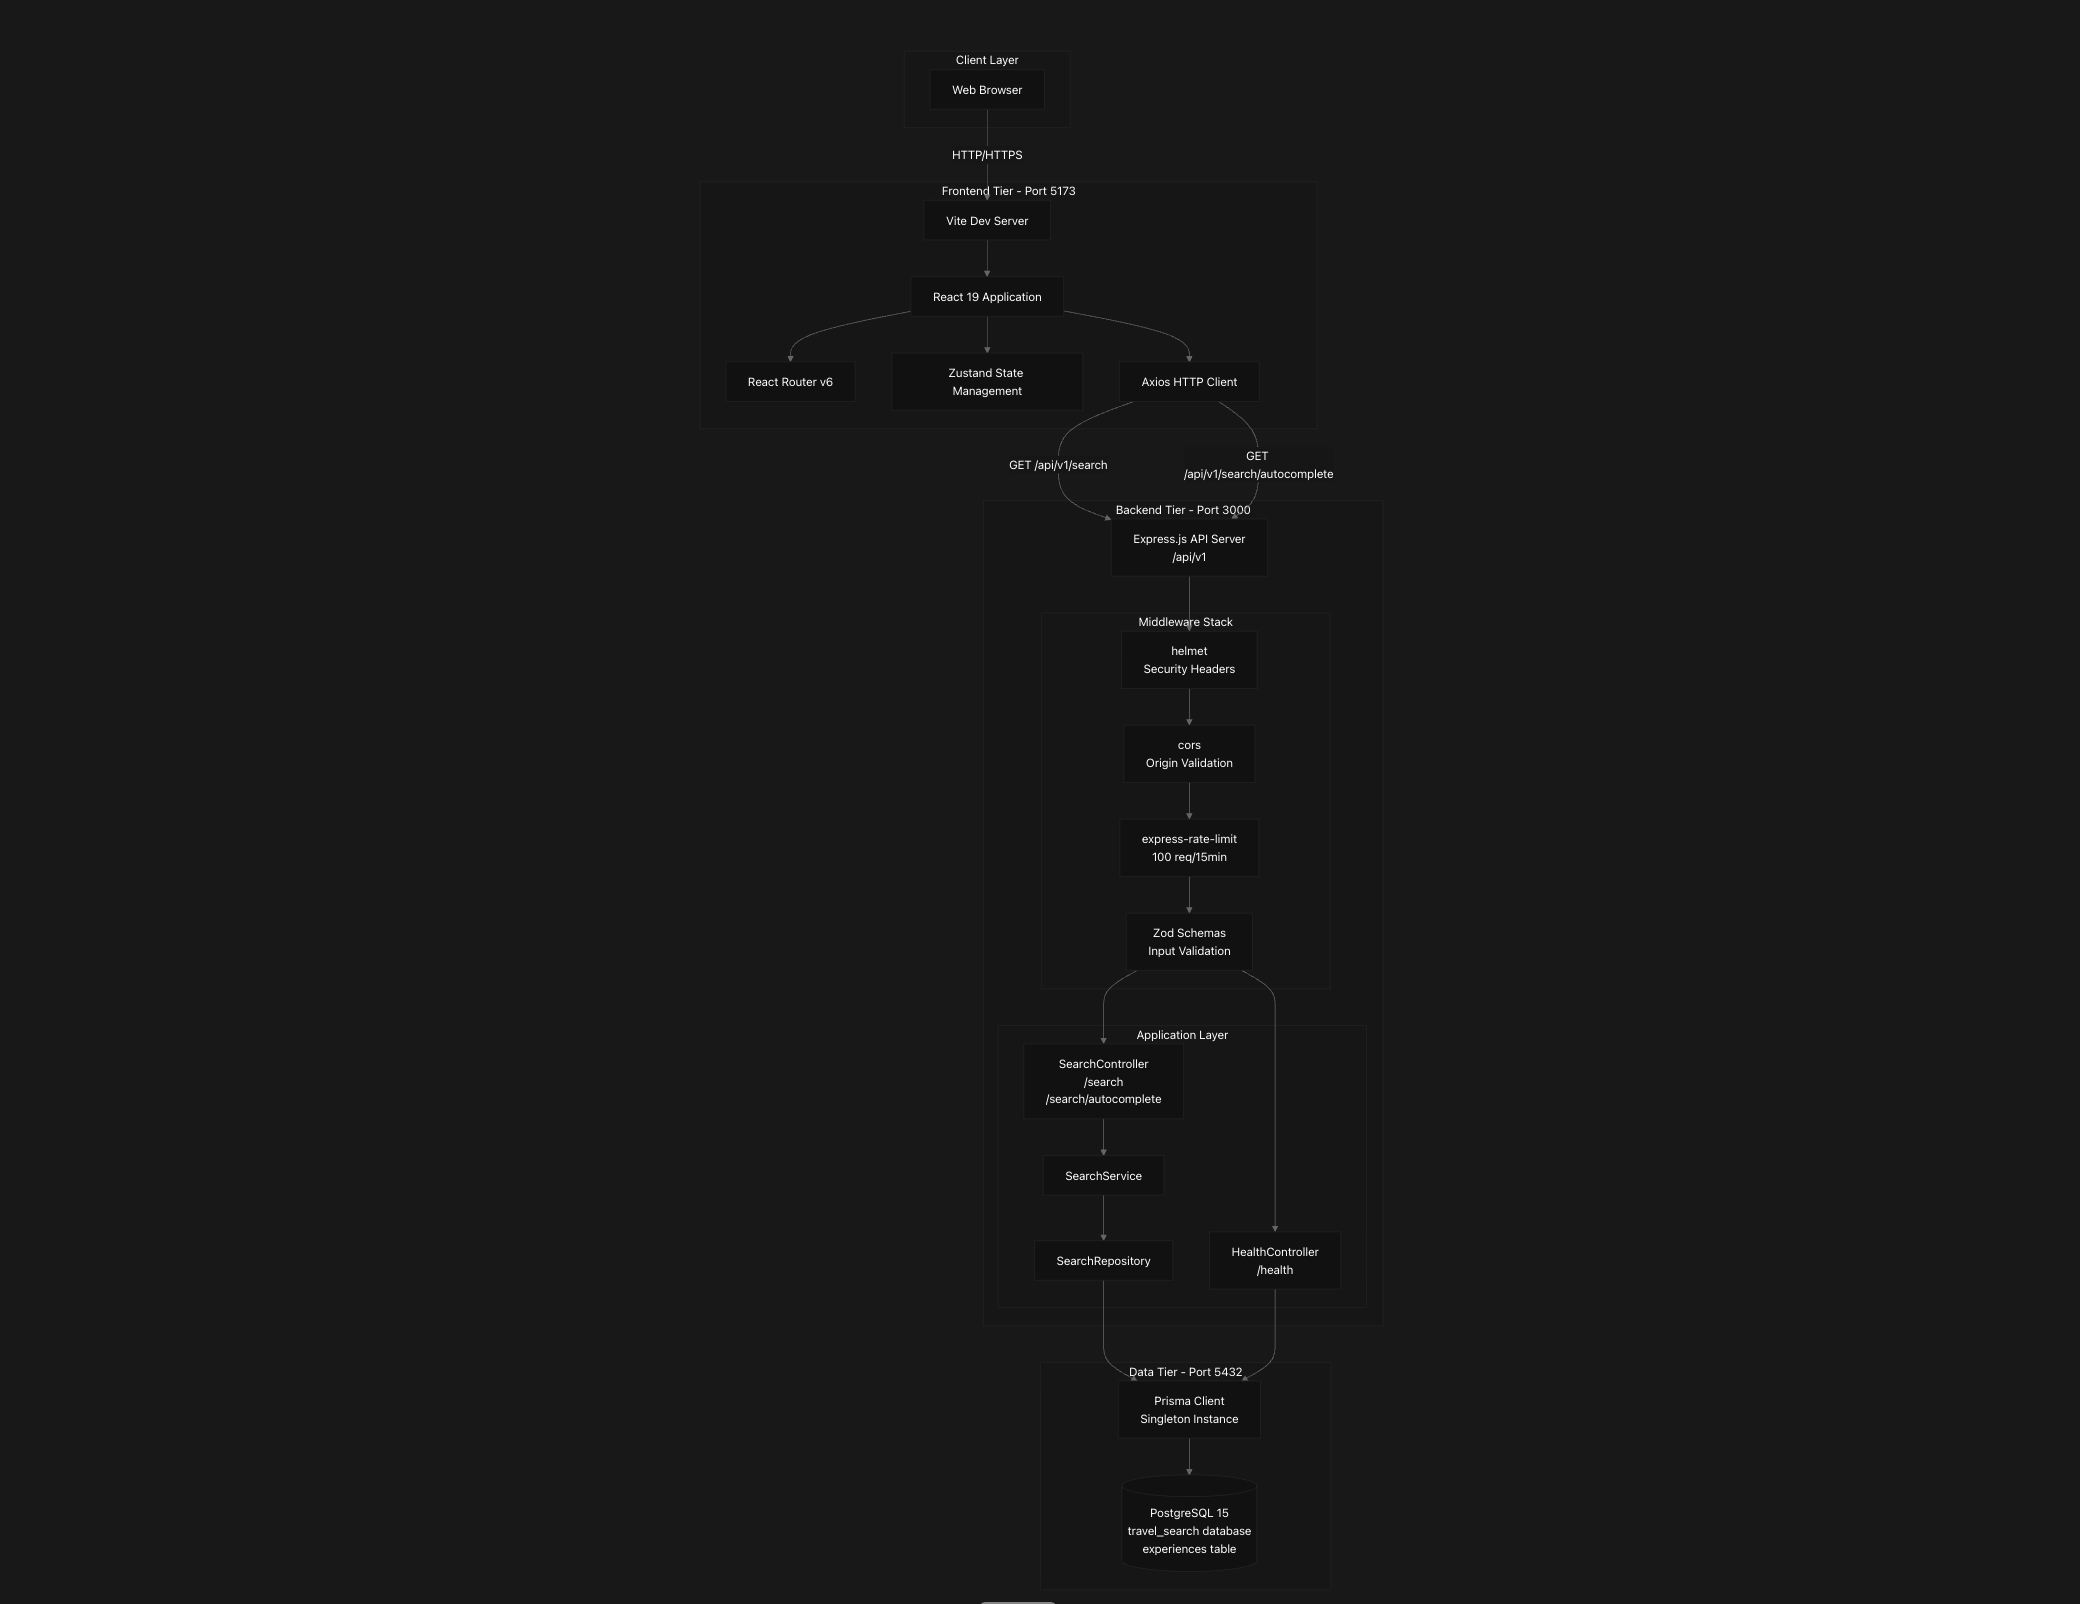 Client Layer
Web Browser
HTTP/HTTPS
Frontend Tier - Port 5173
Vite Dev Server
React 19 Application
React Router v6
Zustand State
Management
Axios HTTP Client
GET /api/v1/search
GET
/api/v1/search/autocomplete
Backend Tier - Port 3000
Express.js API Server
/api/v1
Middleware Stack
helmet
Security Headers
cors
Origin Validation
express-rate-limit
100 req/15min
Zod Schemas
Input Validation
Application Layer
SearchController
/search
/search/autocomplete
SearchService
SearchRepository
HealthController
/health
Data Tier - Port 5432
Prisma Client
Singleton Instance
PostgreSQL 15
travel_search database
experiences table